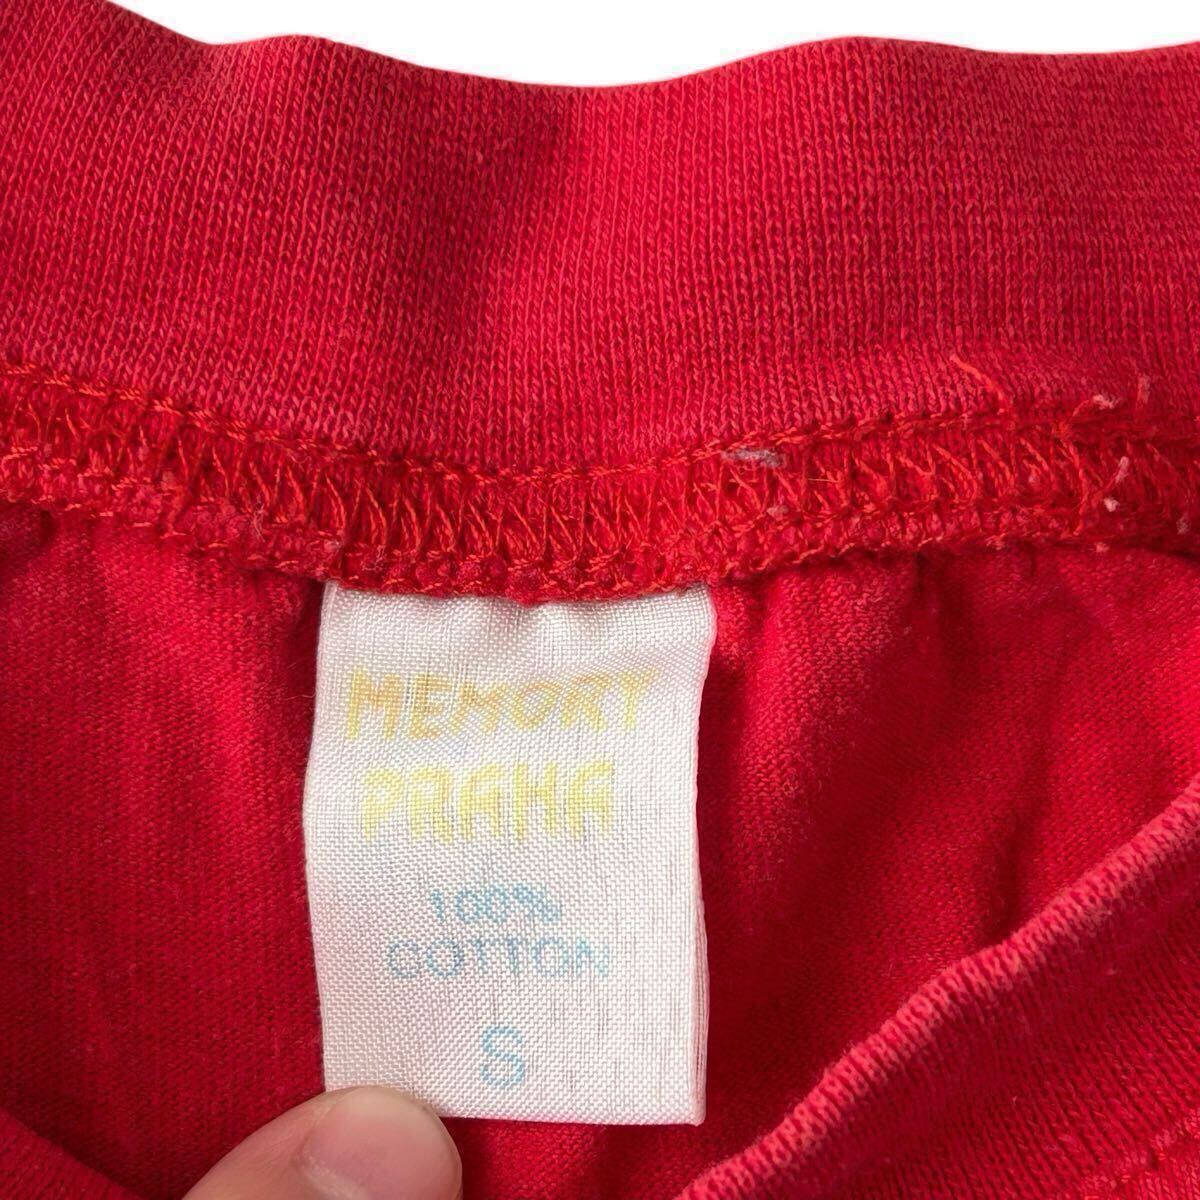 MEMORY
PRAHA
100%
COTTON
S